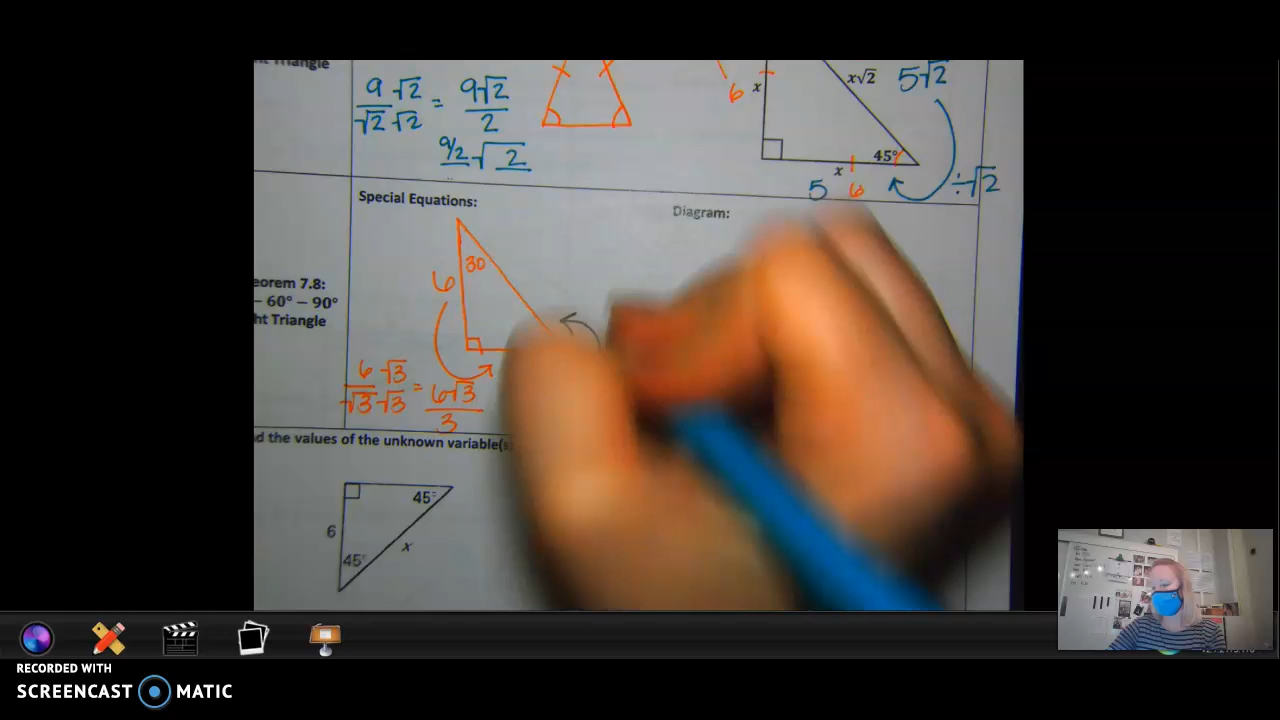 ht Triangle
9 √2 = 9√2
√2 √2 2
9/2 √2
x
6
x√2
5√2
45°
x
5 6
÷√2
Special Equations:
Diagram:
30
6
eorem 7.8:
– 60° – 90°
ht Triangle
6 √3 = 6√3
√3 √3 3
d the values of the unknown variable(s
45°
6
45°
x
RECORDED WITH
SCREENCAST MATIC